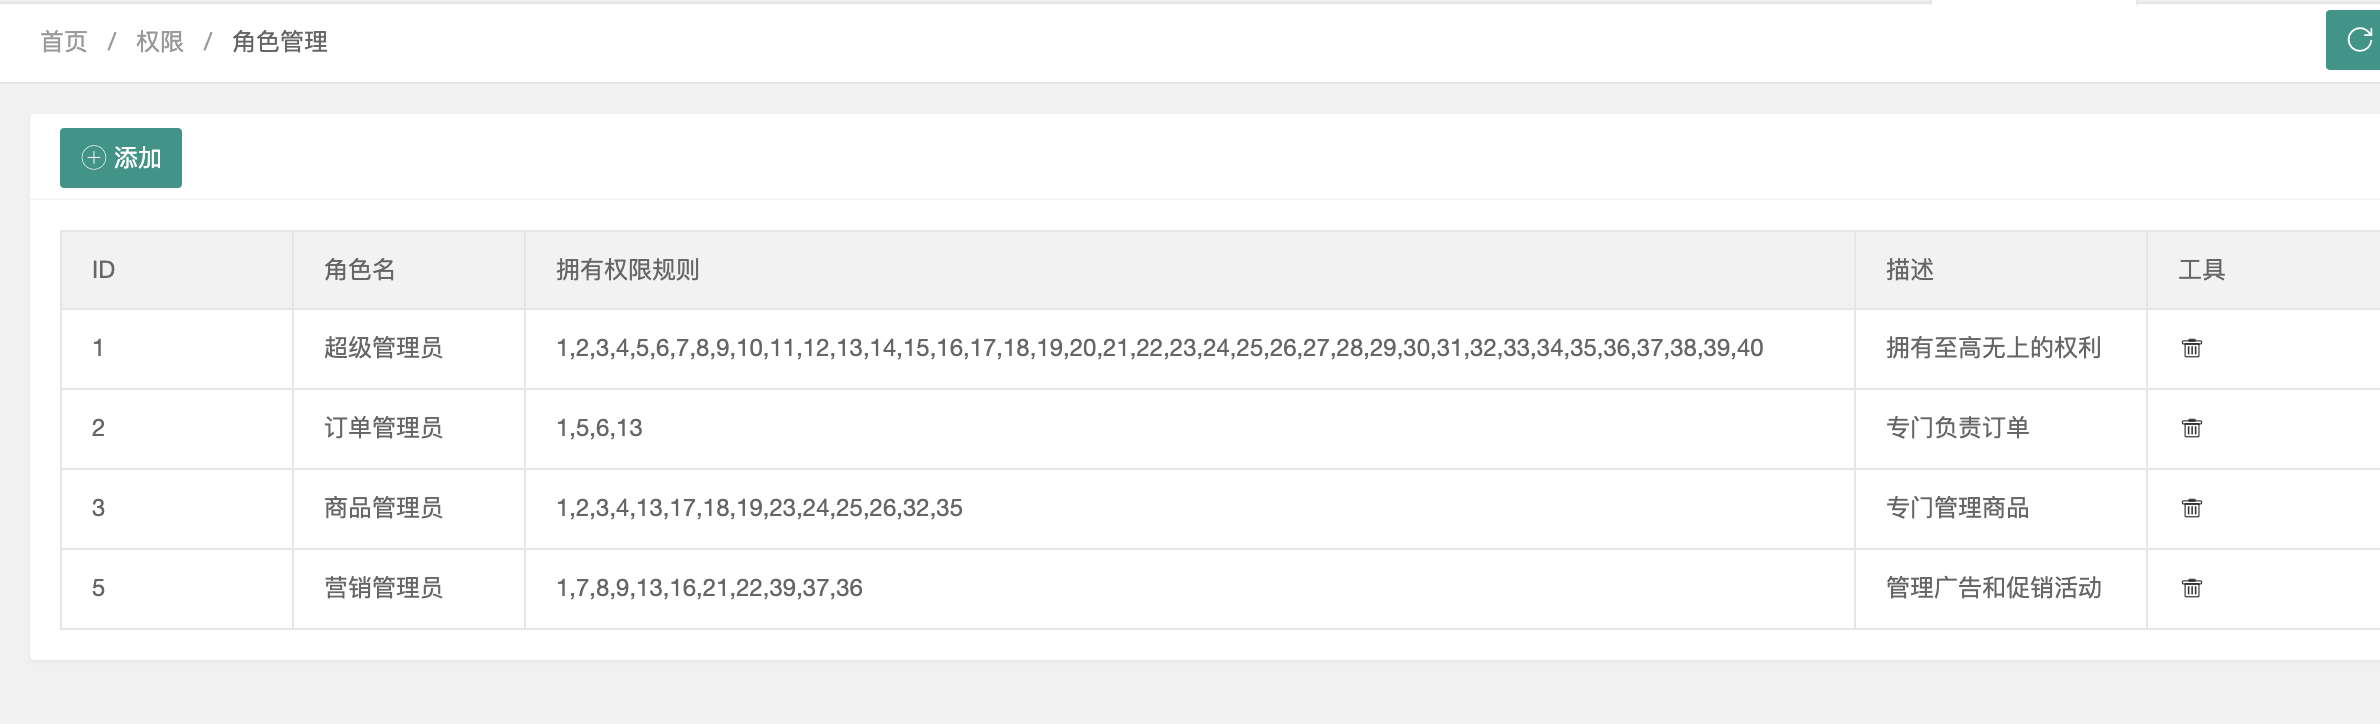 首页 / 权限 / 角色管理
添加
ID 角色名 拥有权限规则 描述 工具
1 超级管理员 1,2,3,4,5,6,7,8,9,10,11,12,13,14,15,16,17,18,19,20,21,22,23,24,25,26,27,28,29,30,31,32,33,34,35,36,37,38,39,40 拥有至高无上的权利
2 订单管理员 1,5,6,13 专门负责订单
3 商品管理员 1,2,3,4,13,17,18,19,23,24,25,26,32,35 专门管理商品
5 营销管理员 1,7,8,9,13,16,21,22,39,37,36 管理广告和促销活动